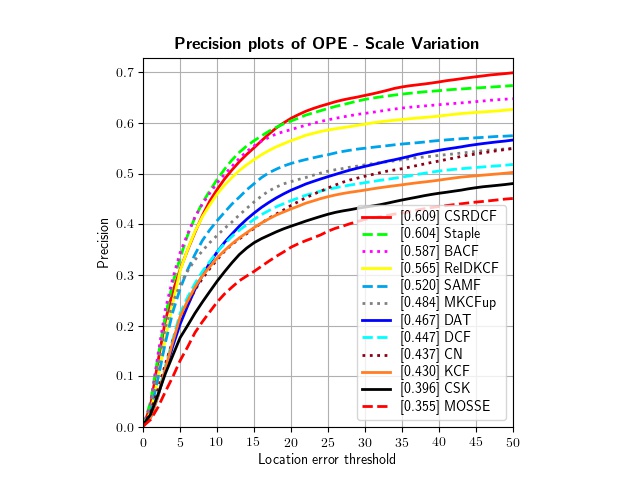 Precision plots of OPE - Scale Variation
Precision
0.7
0.6
0.5
0.4
0.3
0.2
0.1
0.0
[0.609] CSRDCF
[0.604] Staple
[0.587] BACF
[0.565] RelDKCF
[0.520] SAMF
[0.484] MKCFup
[0.467] DAT
[0.447] DCF
[0.437] CN
[0.430] KCF
[0.396] CSK
[0.355] MOSSE
0 5 10 15 20 25 30 35 40 45 50
Location error threshold